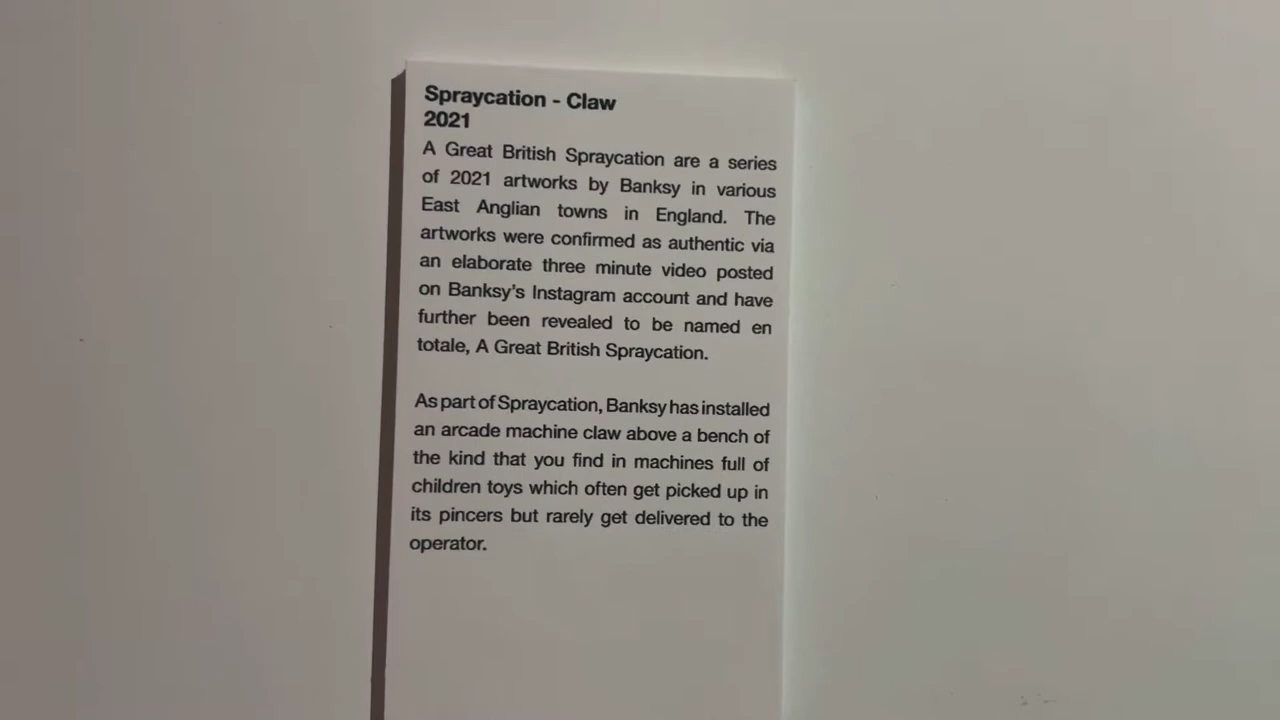 Spraycation - Claw
2021
A Great British Spraycation are a series
of 2021 artworks by Banksy in various
East Anglian towns in England. The
artworks were confirmed as authentic via
an elaborate three minute video posted
on Banksy's Instagram account and have
further been revealed to be named en
totale, A Great British Spraycation.
As part of Spraycation, Banksy has installed
an arcade machine claw above a bench of
the kind that you find in machines full of
children toys which often get picked up in
its pincers but rarely get delivered to the
operator.